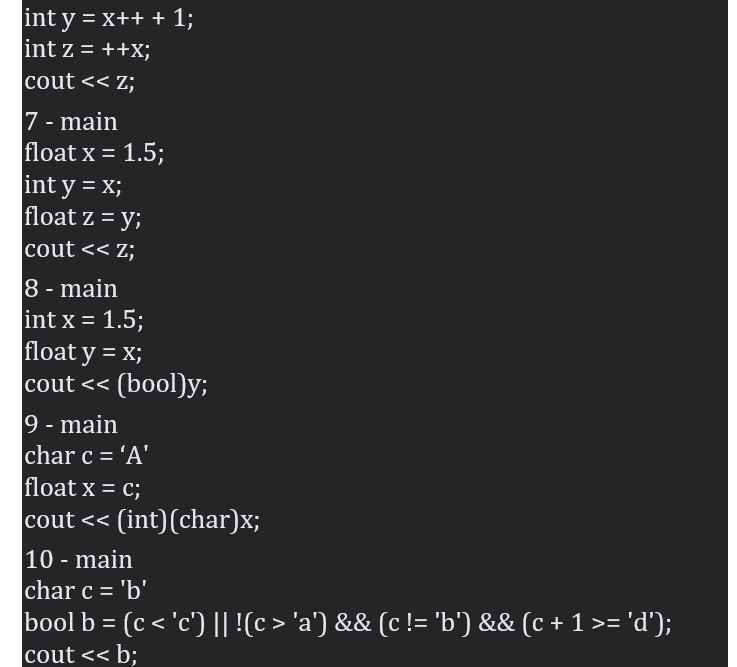 int y = x++ + 1;
int z = ++x;
cout << z;
7 - main
float x = 1.5;
int y = x;
float z = y;
cout << z;
8 - main
int x = 1.5;
float y = x;
cout << (bool)y;
9 - main
char c = ‘A'
float x = c;
cout << (int)(char)x;
10 - main
char c = 'b'
bool b = (c < 'c') || !(c > 'a') && (c != 'b') && (c + 1 >= 'd');
cout << b;